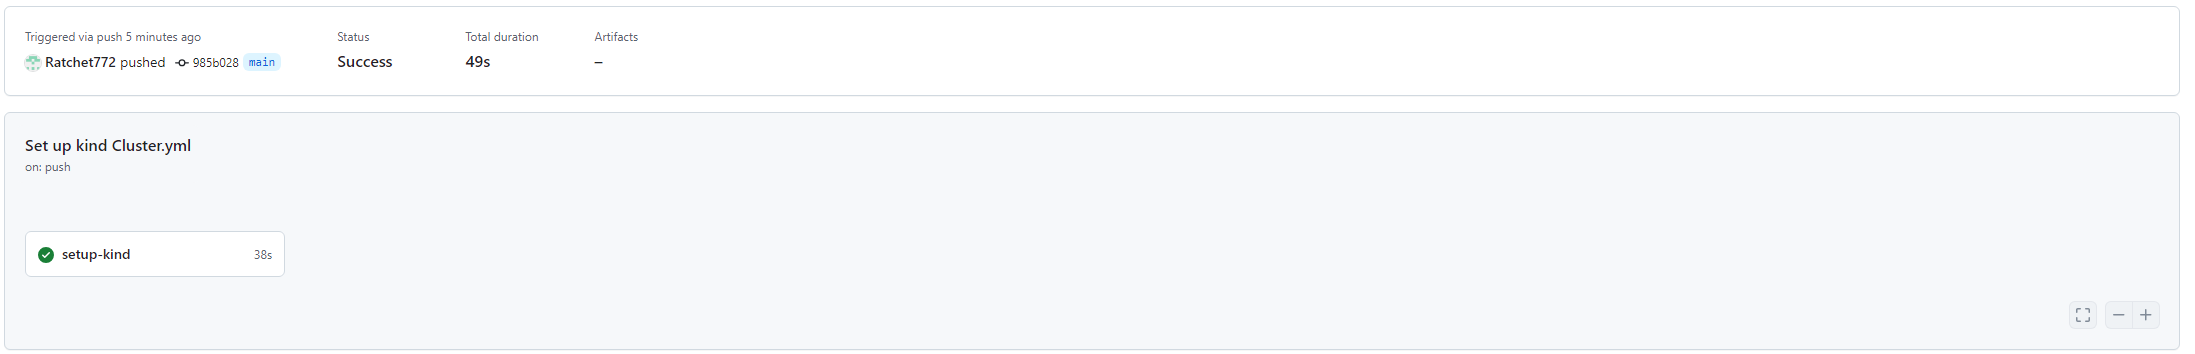 Triggered via push 5 minutes ago
Ratchet772 pushed 985b028 main
Status
Success
Total duration
49s
Artifacts
–
Set up kind Cluster.yml
on: push
setup-kind 38s